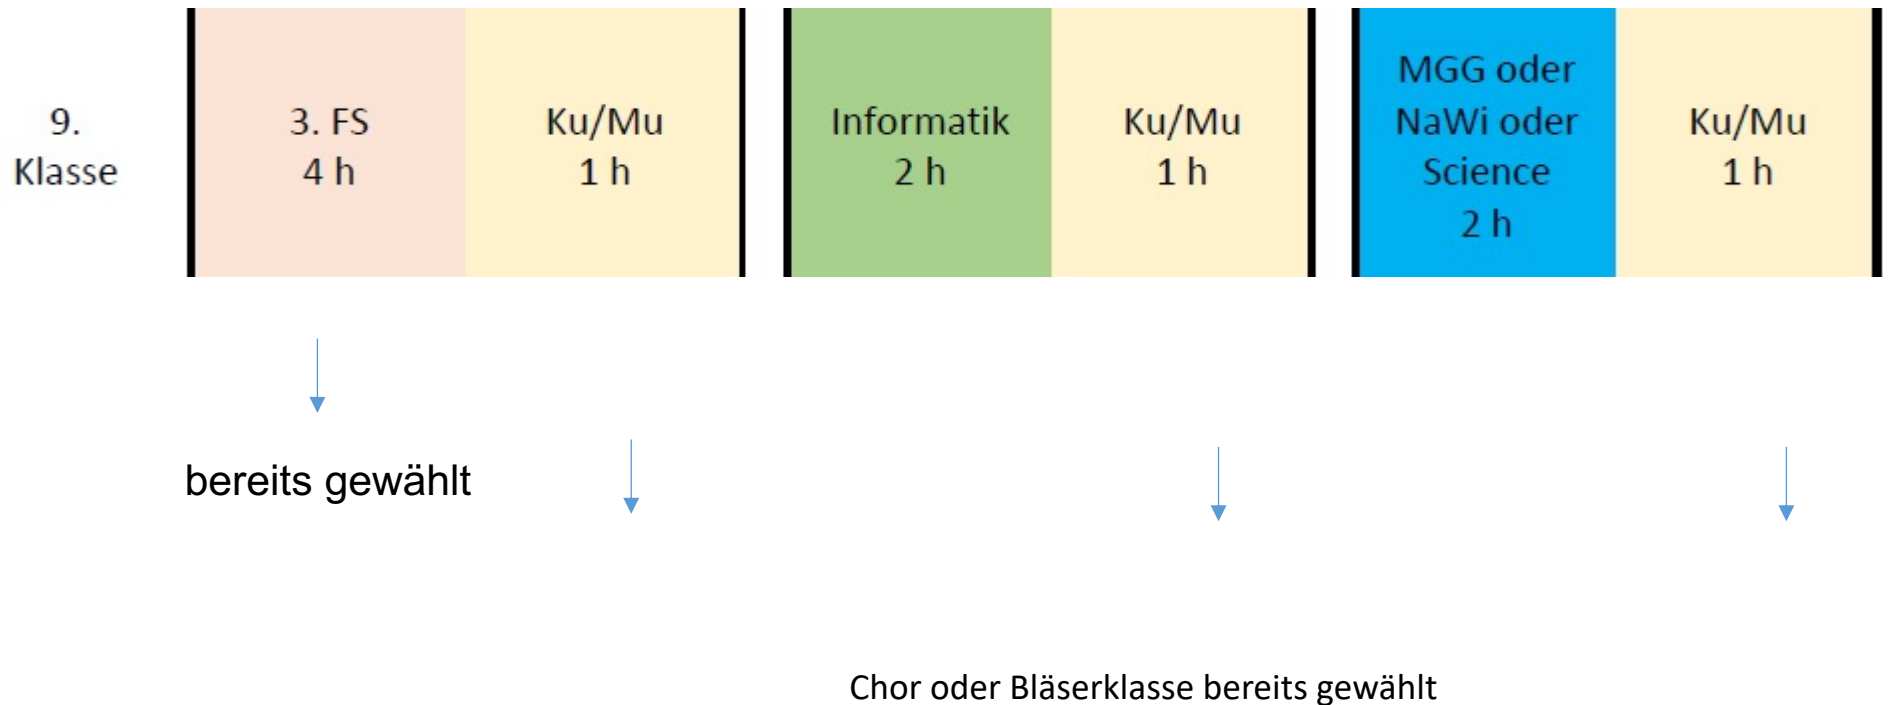 9.
Klasse
3. FS
4 h
Ku/Mu
1 h
Informatik
2 h
Ku/Mu
1 h
MGG oder
NaWi oder
Science
2 h
Ku/Mu
1 h
bereits gewählt
Chor oder Bläserklasse bereits gewählt